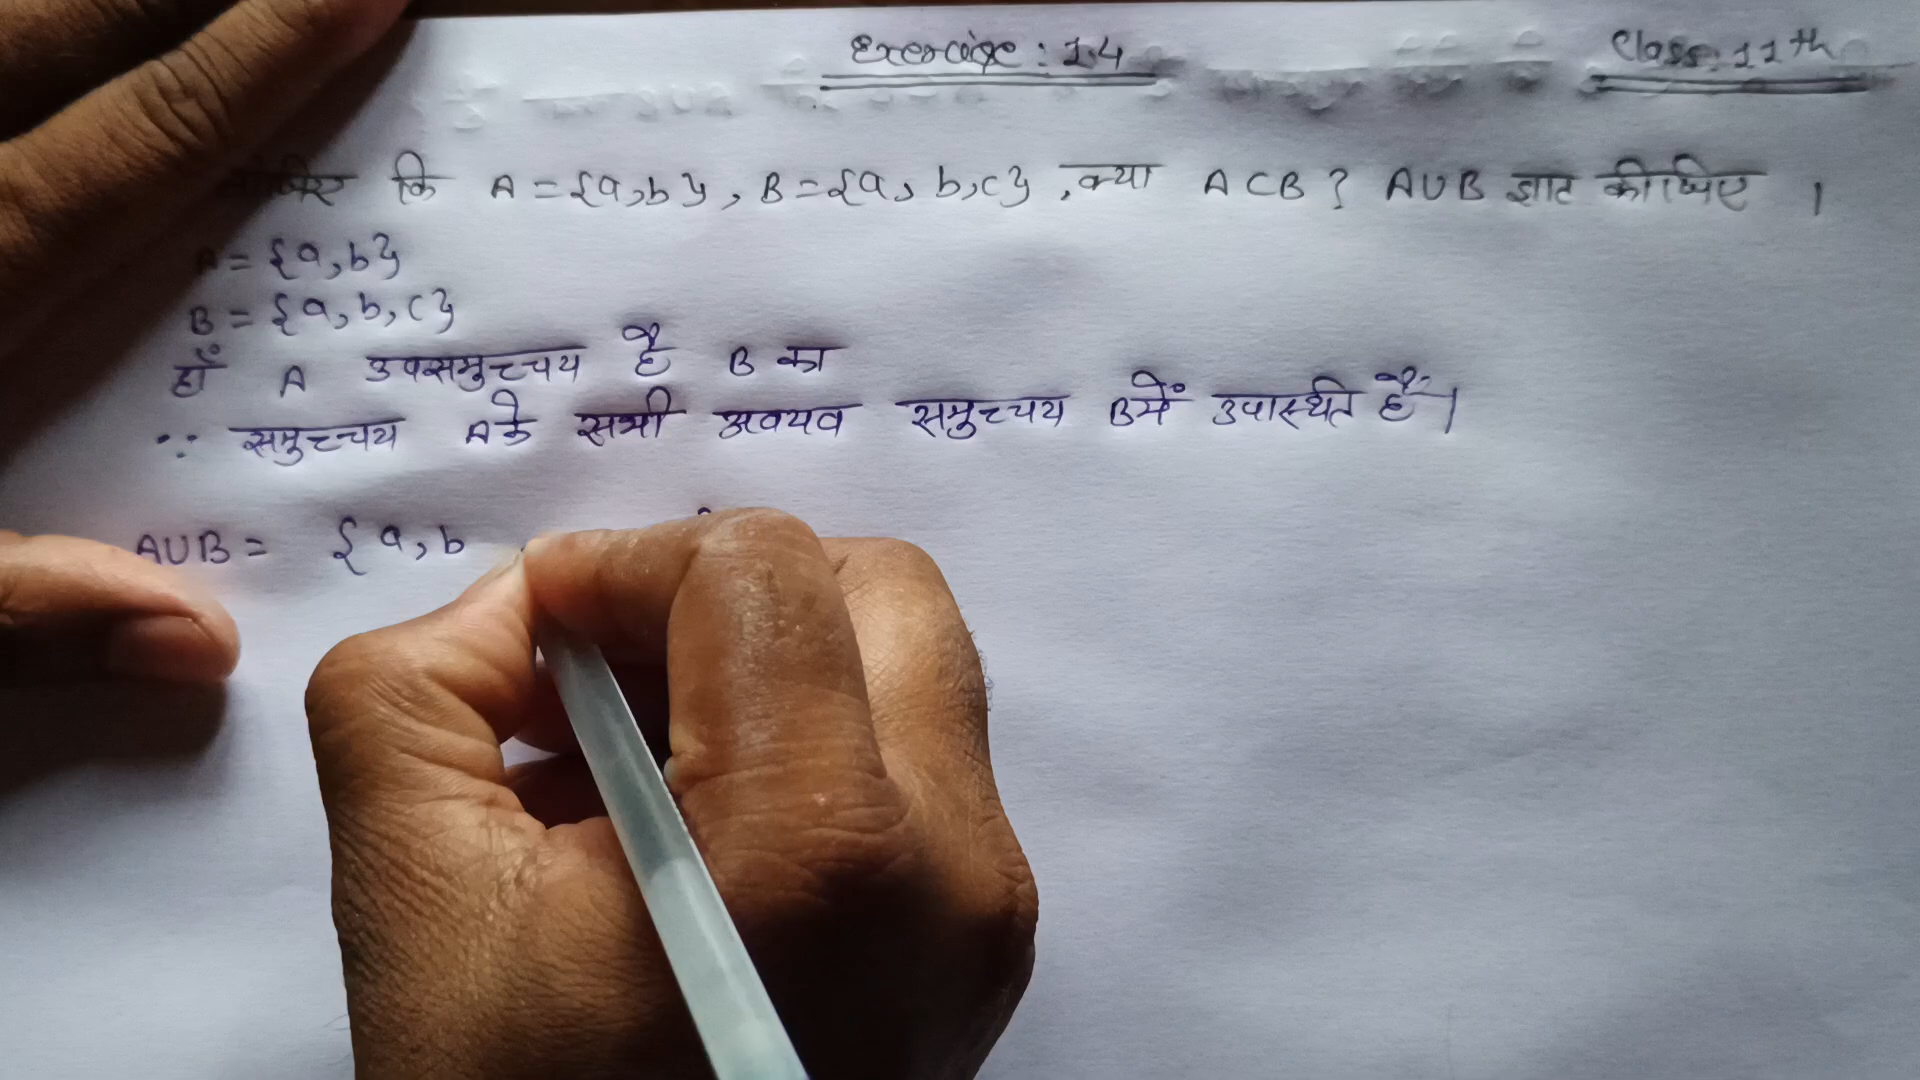 Exercise: 1.4
Class: 11th
कि A = {a,b}, B = {a, b,c}, क्या A⊂B? A∪B ज्ञात कीजिए ।
A = {a,b}
B = {a, b, c}
हाँ A उपसमुच्चय है B का
∵ समुच्चय A के सभी अवयव समुच्चय B में उपस्थित है।
A∪B = { a, b